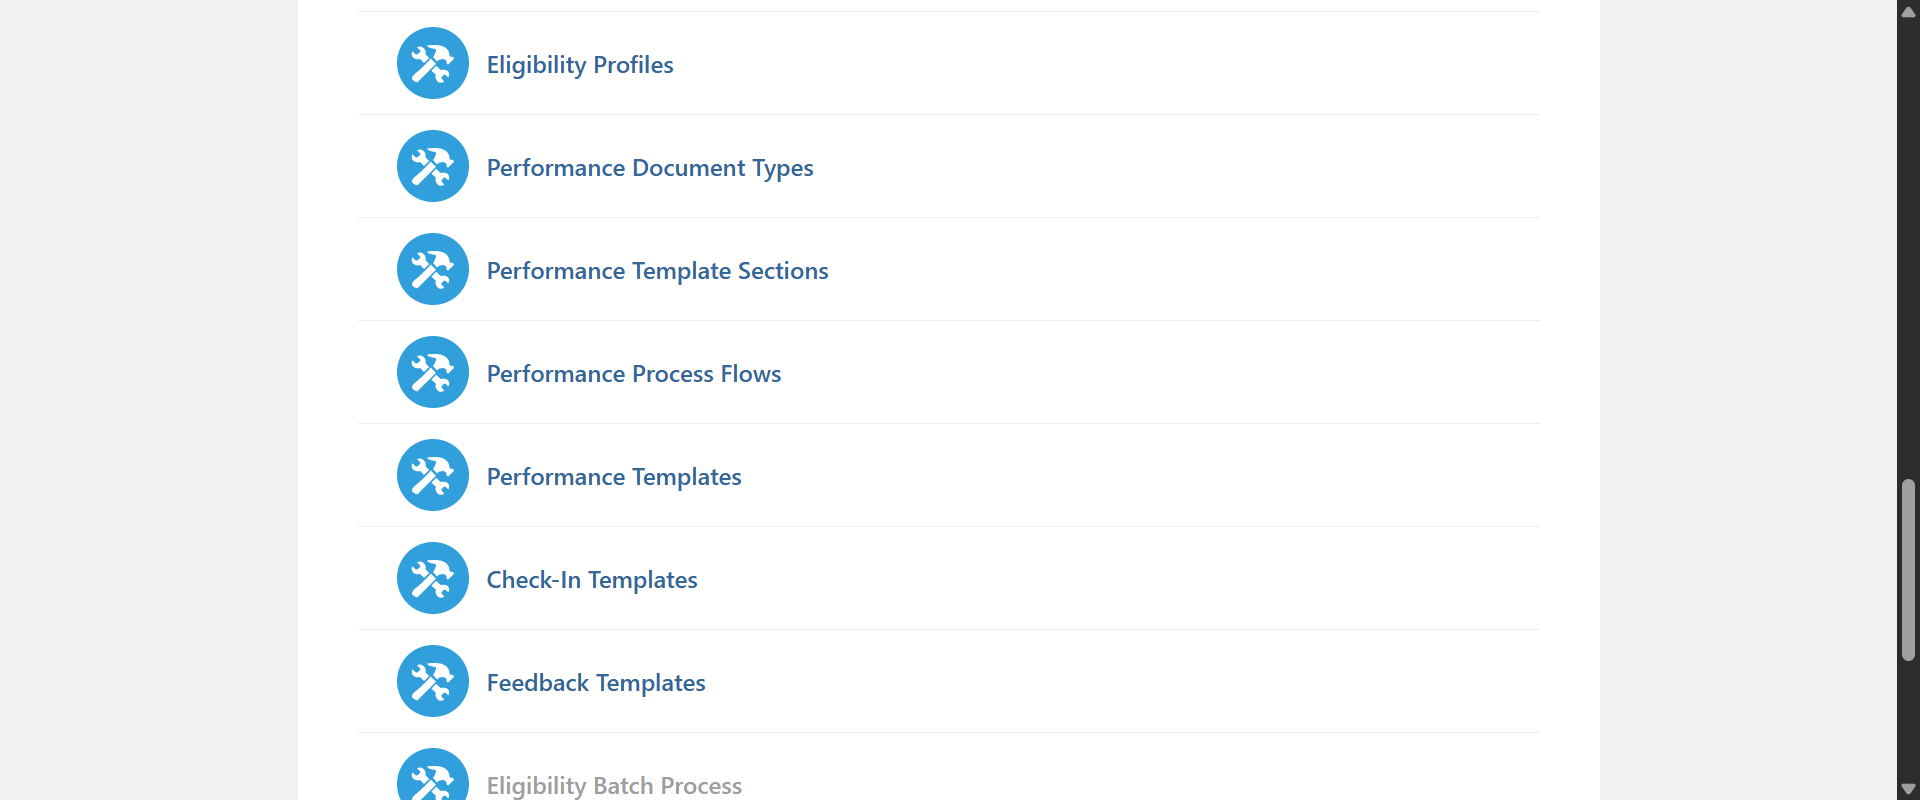 Eligibility Profiles
Performance Document Types
Performance Template Sections
Performance Process Flows
Performance Templates
Check-In Templates
Feedback Templates
Eligibility Batch Process